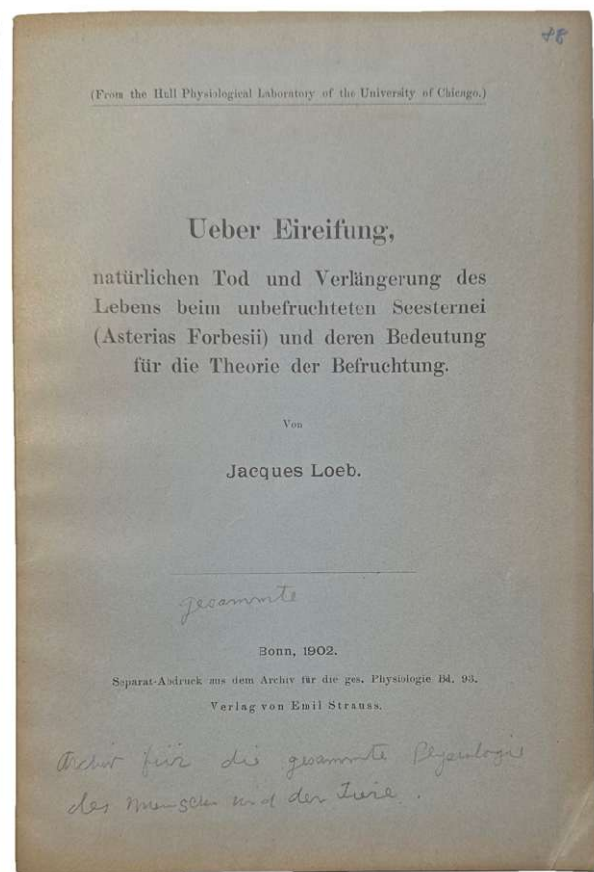 48
(From the Hull Physiological Laboratory of the University of Chicago.)
Ueber Eireifung,
natürlichen Tod und Verlängerung des
Lebens beim unbefruchteten Seesternei
(Asterias Forbesii) und deren Bedeutung
für die Theorie der Befruchtung.
Von
Jacques Loeb.
gesammte
Bonn, 1902.
Separat-Abdruck aus dem Archiv für die ges. Physiologie Bd. 93.
Verlag von Emil Strauss.
Archiv für die gesammte Physiologie
des Menschen und der Tiere.